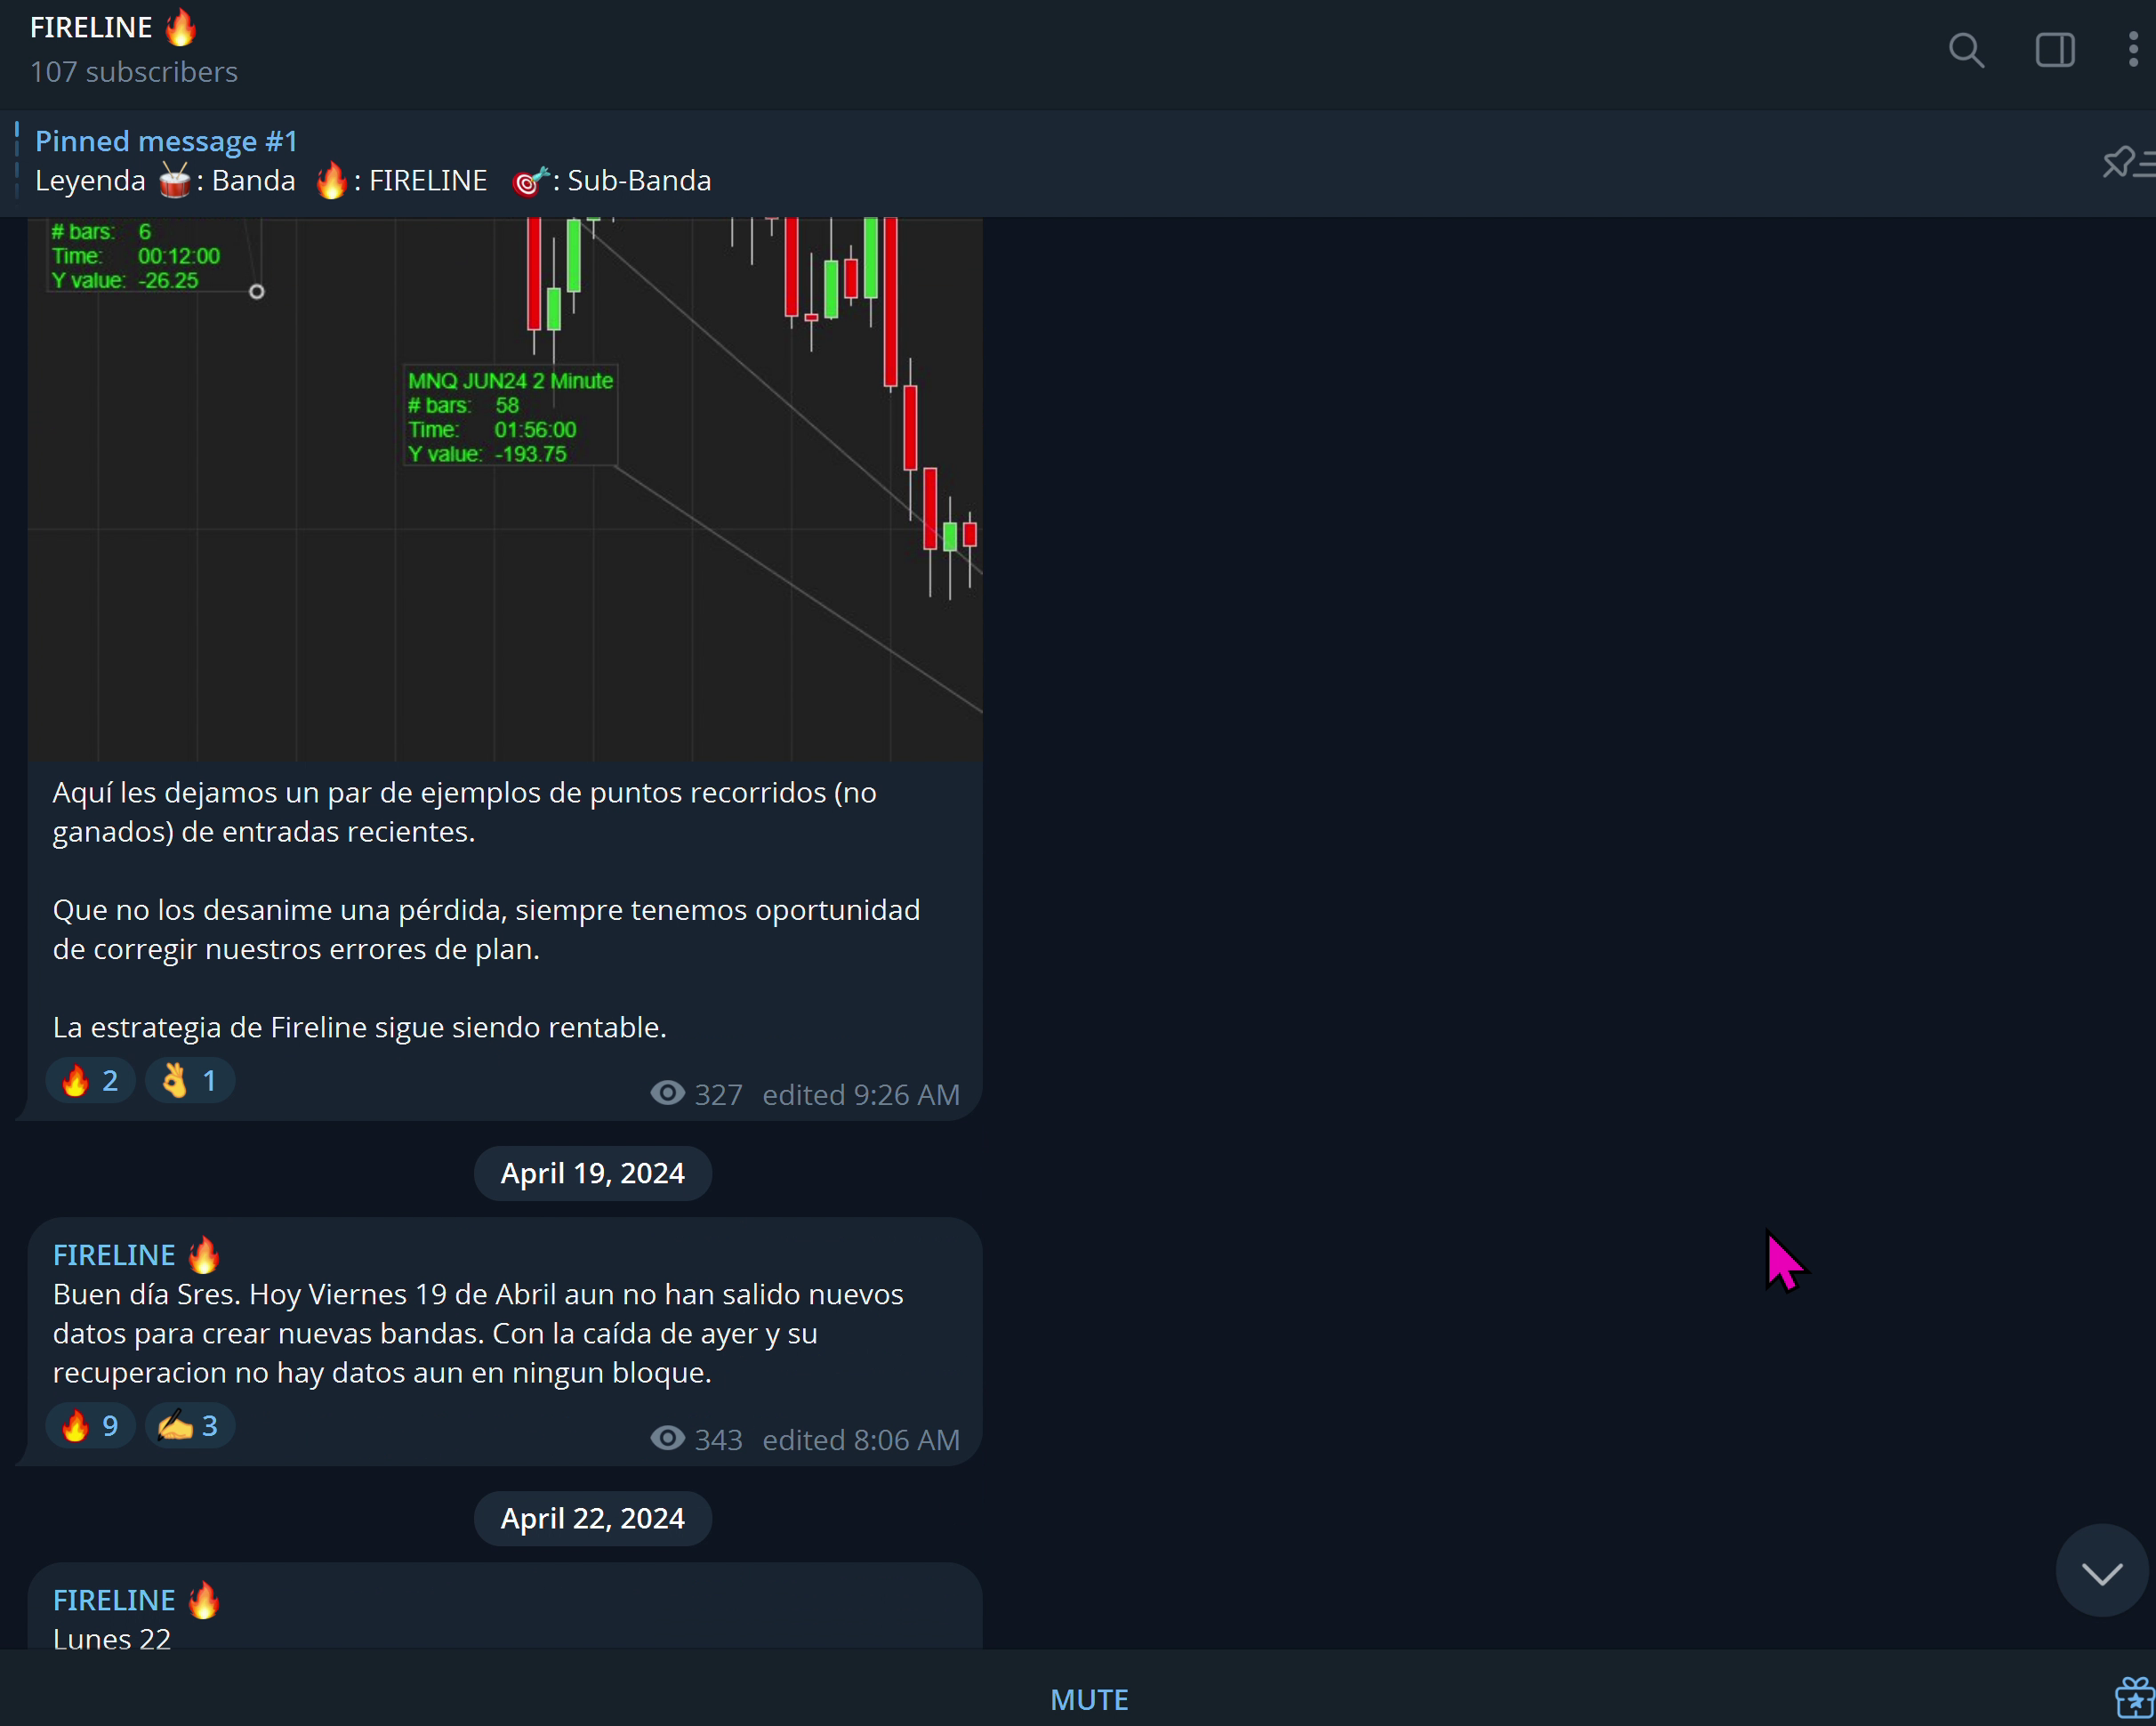 FIRELINE 🔥
107 subscribers
Pinned message #1
Leyenda 🥁: Banda 🔥: FIRELINE 🎯: Sub-Banda
# bars: 6
Time: 00:12:00
Y value: -26.25
MNQ JUN24 2 Minute
# bars: 58
Time: 01:56:00
Y value: -193.75
Aquí les dejamos un par de ejemplos de puntos recorridos (no
ganados) de entradas recientes.
Que no los desanime una pérdida, siempre tenemos oportunidad
de corregir nuestros errores de plan.
La estrategia de Fireline sigue siendo rentable.
🔥 2 👌 1 327 edited 9:26 AM
April 19, 2024
FIRELINE 🔥
Buen día Sres. Hoy Viernes 19 de Abril aun no han salido nuevos
datos para crear nuevas bandas. Con la caída de ayer y su
recuperacion no hay datos aun en ningun bloque.
🔥 9 ✍️ 3 343 edited 8:06 AM
April 22, 2024
FIRELINE 🔥
Lunes 22
MUTE